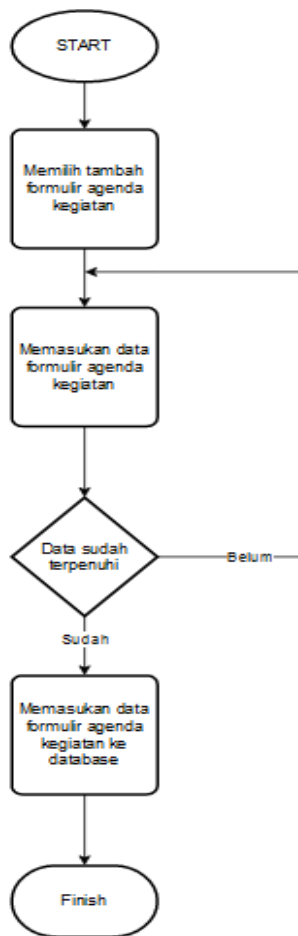 START
Memilih tambah
formulir agenda
kegiatan
Memasukan data
formulir agenda
kegiatan
Data sudah
terpenuhi
Belum
Sudah
Memasukan data
formulir agenda
kegiatan ke
database
Finish